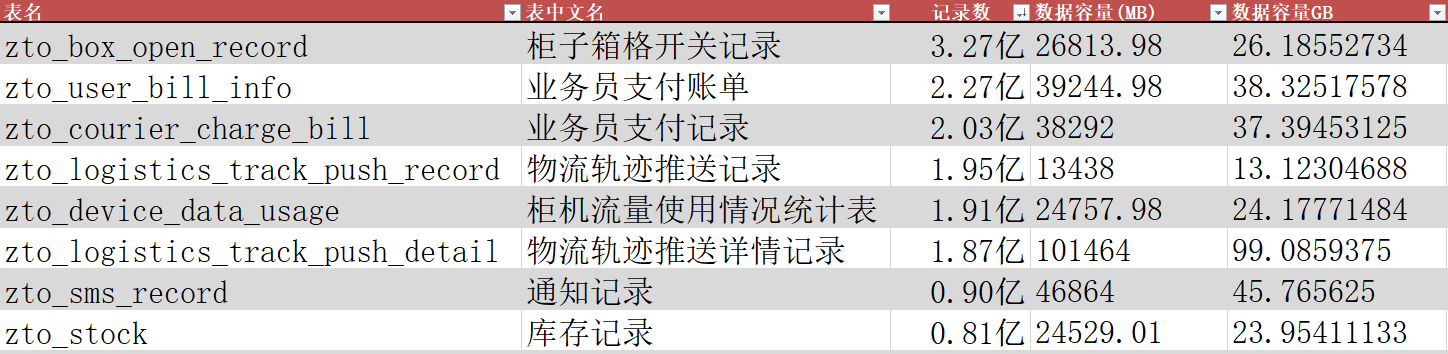 表名 表中文名 记录数 数据容量(MB) 数据容量GB
zto_box_open_record 柜子箱格开关记录 3.27亿 26813.98 26.18552734
zto_user_bill_info 业务员支付账单 2.27亿 39244.98 38.32517578
zto_courier_charge_bill 业务员支付记录 2.03亿 38292 37.39453125
zto_logistics_track_push_record 物流轨迹推送记录 1.95亿 13438 13.12304688
zto_device_data_usage 柜机流量使用情况统计表 1.91亿 24757.98 24.17771484
zto_logistics_track_push_detail 物流轨迹推送详情记录 1.87亿 101464 99.0859375
zto_sms_record 通知记录 0.90亿 46864 45.765625
zto_stock 库存记录 0.81亿 24529.01 23.95411133